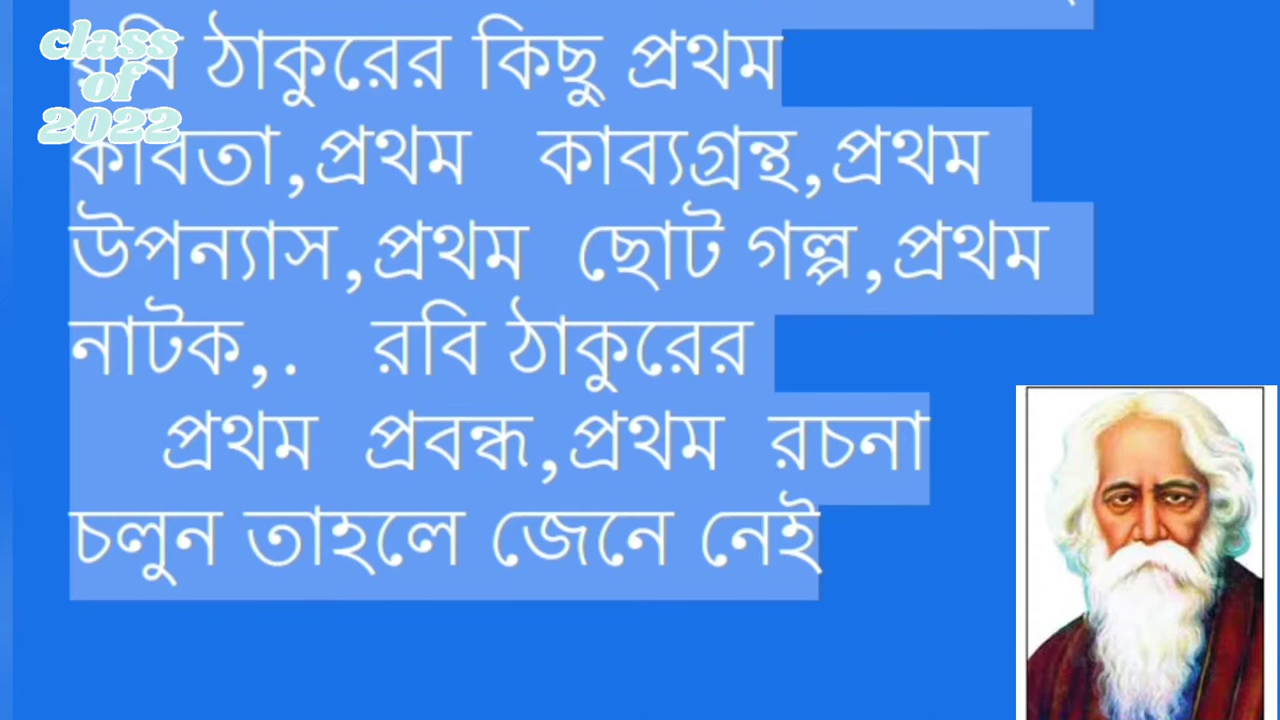 class
of
2022
রবি ঠাকুরের কিছু প্রথম
কবিতা,প্রথম কাব্যগ্রন্থ,প্রথম
উপন্যাস,প্রথম ছোট গল্প,প্রথম
নাটক,. রবি ঠাকুরের
প্রথম প্রবন্ধ,প্রথম রচনা
চলুন তাহলে জেনে নেই